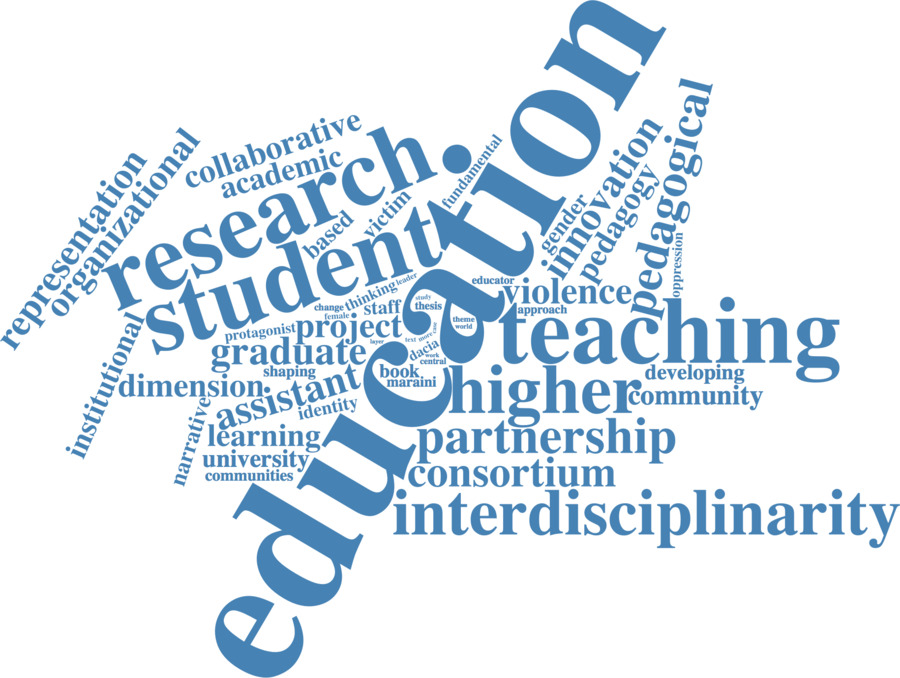 education
research.
student
teaching
interdisciplinarity
higher
partnership
consortium
pedagogical
innovation
pedagogy
gender
oppression
fundamental
collaborative
academic
representation
organizational
institutional
based
victim
violence
educator
approach
thinking
leader
change
female
staff
study
thesis
theme
world
protagonist
project
layer
text
more
case
dacia
work
central
graduate
shaping
book
maraini
dimension
assistant
identity
narrative
learning
university
communities
developing
community